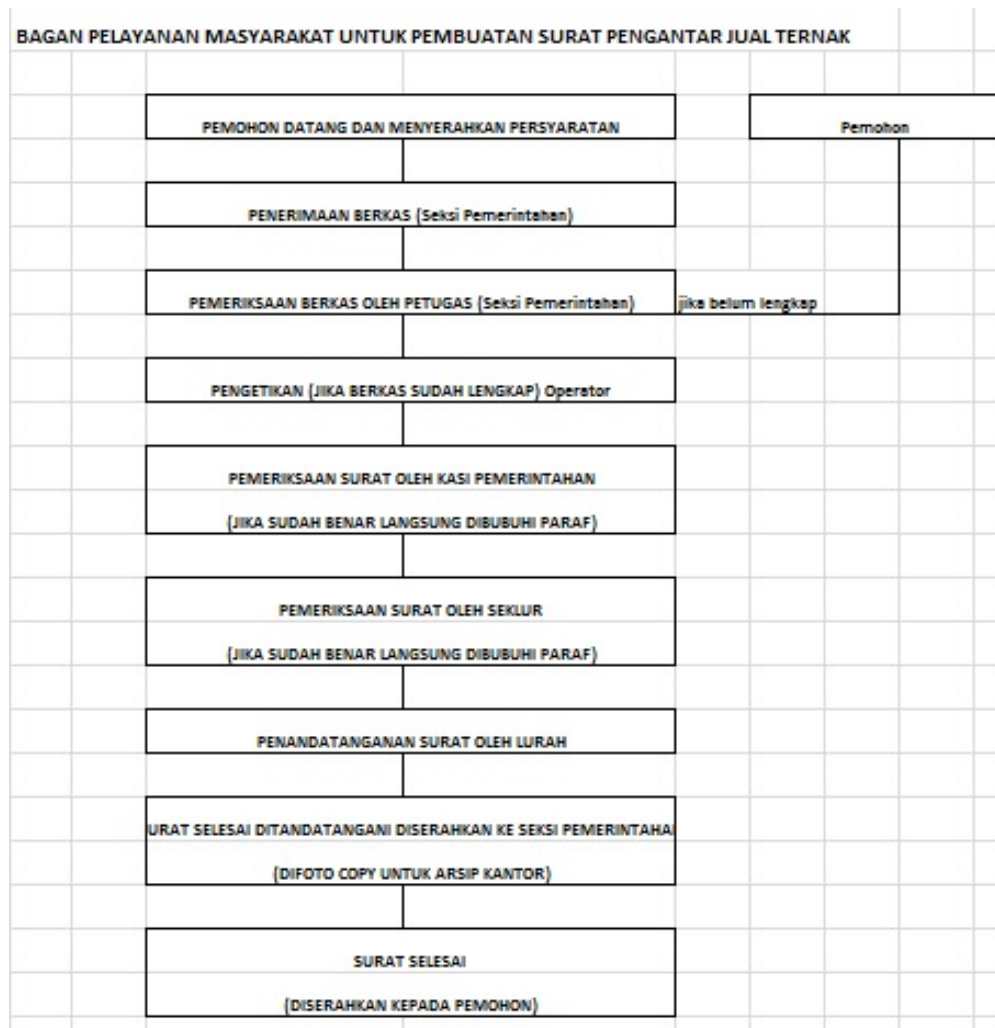 BAGAN PELAYANAN MASYARAKAT UNTUK PEMBUATAN SURAT PENGANTAR JUAL TERNAK
PEMOHON DATANG DAN MENYERAHKAN PERSYARATAN
Pemohon
PENERIMAAN BERKAS (Seksi Pemerintahan)
PEMERIKSAAN BERKAS OLEH PETUGAS (Seksi Pemerintahan)
jika belum lengkap
PENGETIKAN (JIKA BERKAS SUDAH LENGKAP) Operator
PEMERIKSAAN SURAT OLEH KASI PEMERINTAHAN
(JIKA SUDAH BENAR LANGSUNG DIBUBUHI PARAF)
PEMERIKSAAN SURAT OLEH SEKLUR
(JIKA SUDAH BENAR LANGSUNG DIBUBUHI PARAF)
PENANDATANGANAN SURAT OLEH LURAH
URAT SELESAI DITANDATANGANI DISERAHKAN KE SEKSI PEMERINTAHA
(DIFOTO COPY UNTUK ARSIP KANTOR)
SURAT SELESAI
(DISERAHKAN KEPADA PEMOHON)